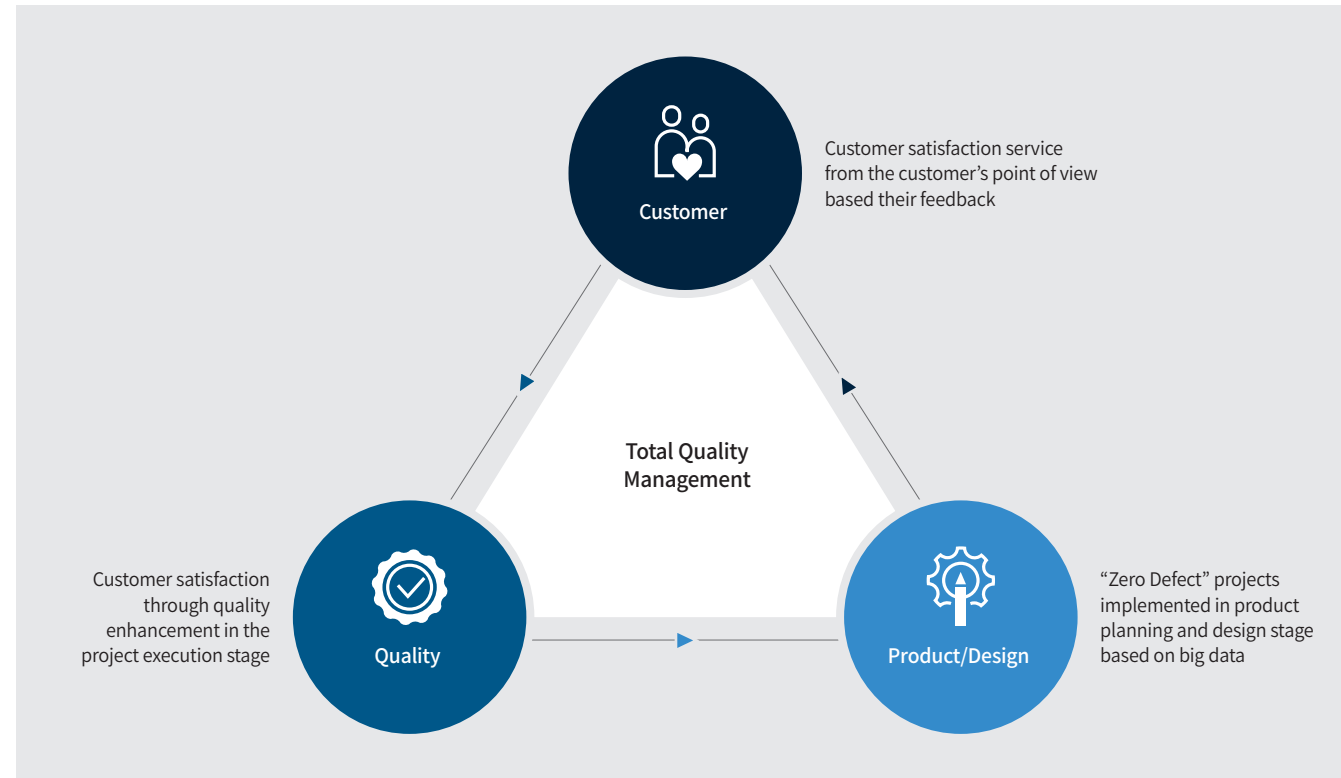 Customer
Customer satisfaction service
from the customer’s point of view
based their feedback
Total Quality
Management
Customer satisfaction
through quality
enhancement in the
project execution stage
Quality
Product/Design
“Zero Defect” projects
implemented in product
planning and design stage
based on big data